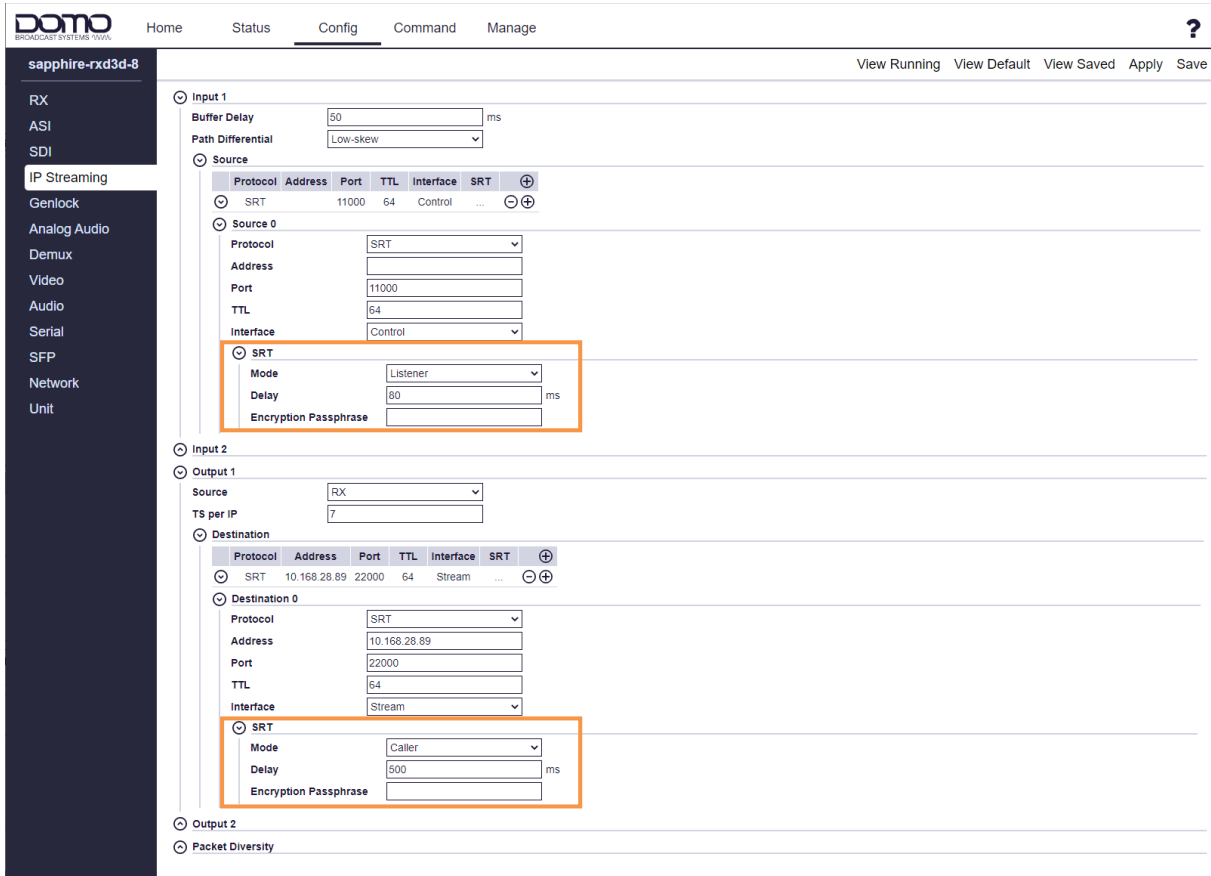 DOMO
BROADCAST SYSTEMS
Home Status Config Command Manage ?
sapphire-rxd3d-8
View Running View Default View Saved Apply Save
RX
ASI
SDI
IP Streaming
Genlock
Analog Audio
Demux
Video
Audio
Serial
SFP
Network
Unit
Input 1
Buffer Delay 50 ms
Path Differential Low-skew
Source
Protocol Address Port TTL Interface SRT
SRT 11000 64 Control ...
Source 0
Protocol SRT
Address
Port 11000
TTL 64
Interface Control
SRT
Mode Listener
Delay 80 ms
Encryption Passphrase
Input 2
Output 1
Source RX
TS per IP 7
Destination
Protocol Address Port TTL Interface SRT
SRT 10.168.28.89 22000 64 Stream ...
Destination 0
Protocol SRT
Address 10.168.28.89
Port 22000
TTL 64
Interface Stream
SRT
Mode Caller
Delay 500 ms
Encryption Passphrase
Output 2
Packet Diversity